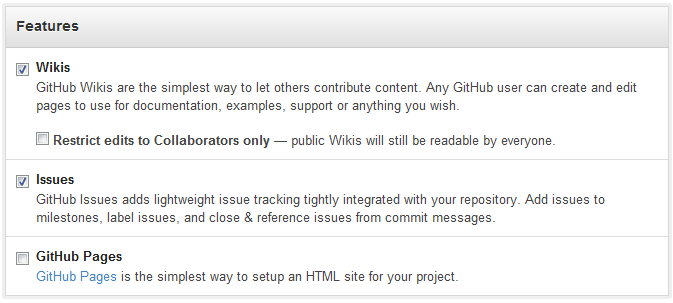 Features
Wikis
GitHub Wikis are the simplest way to let others contribute content. Any GitHub user can create and edit
pages to use for documentation, examples, support or anything you wish.
Restrict edits to Collaborators only — public Wikis will still be readable by everyone.
Issues
GitHub Issues adds lightweight issue tracking tightly integrated with your repository. Add issues to
milestones, label issues, and close & reference issues from commit messages.
GitHub Pages
GitHub Pages is the simplest way to setup an HTML site for your project.